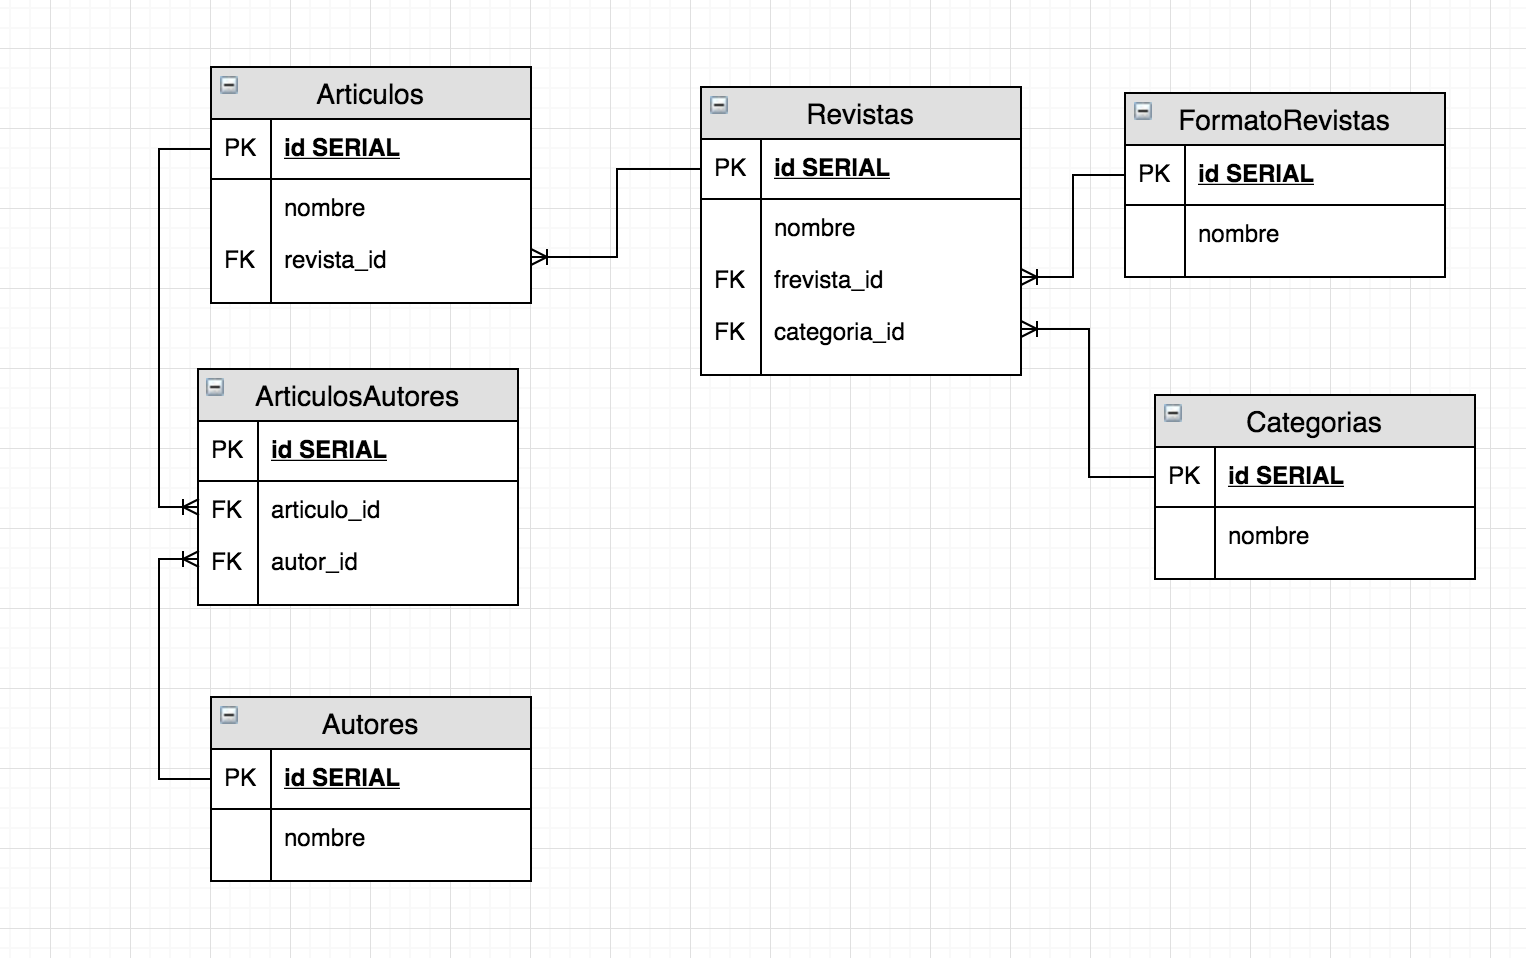 Articulos
PK id SERIAL
nombre
FK revista_id
ArticulosAutores
PK id SERIAL
FK articulo_id
FK autor_id
Autores
PK id SERIAL
nombre
Revistas
PK id SERIAL
nombre
FK frevista_id
FK categoria_id
FormatoRevistas
PK id SERIAL
nombre
Categorias
PK id SERIAL
nombre